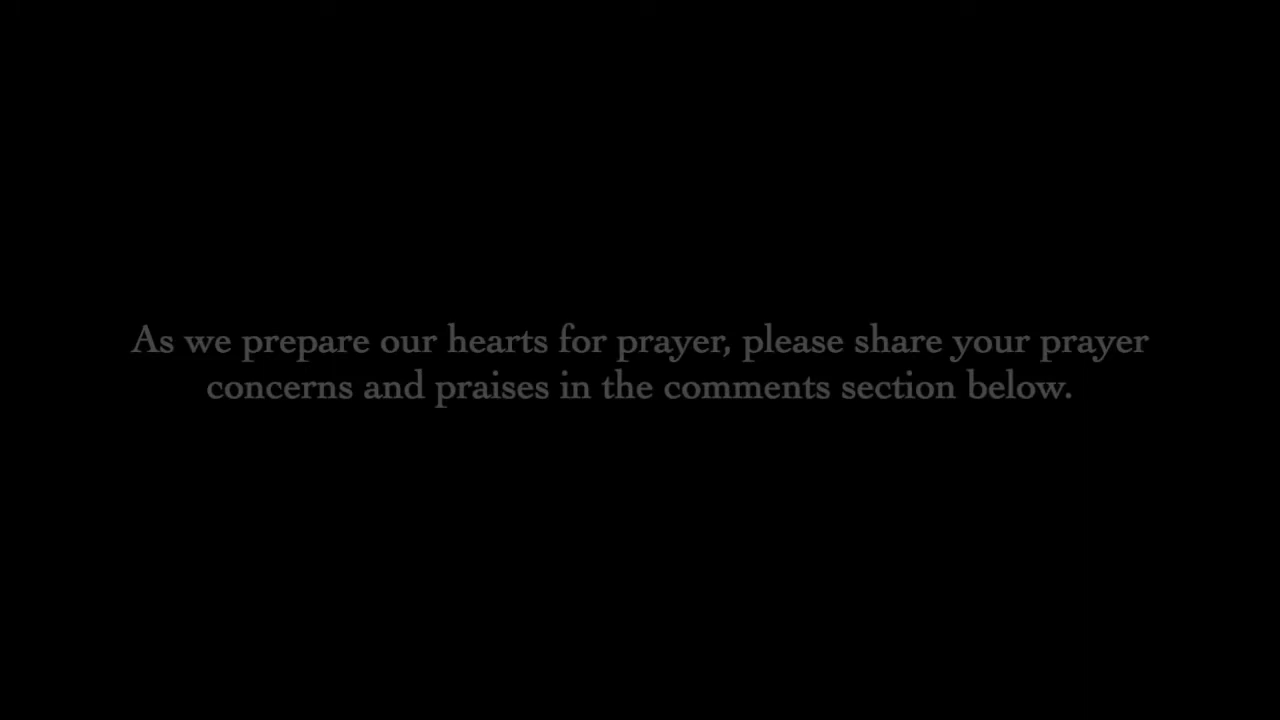 As we prepare our hearts for prayer, please share your prayer
concerns and praises in the comments section below.